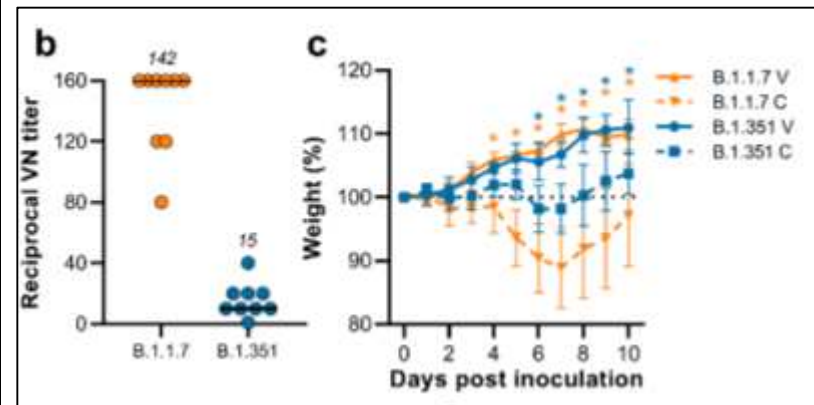 b
142
160
120
80
40
0
15
Reciprocal VN titer
B.1.1.7
B.1.351
c
120
110
100
90
80
Weight (%)
* * * * *
* * * * * * *
0 2 4 6 8 10
Days post inoculation
B.1.1.7 V
B.1.1.7 C
B.1.351 V
B.1.351 C